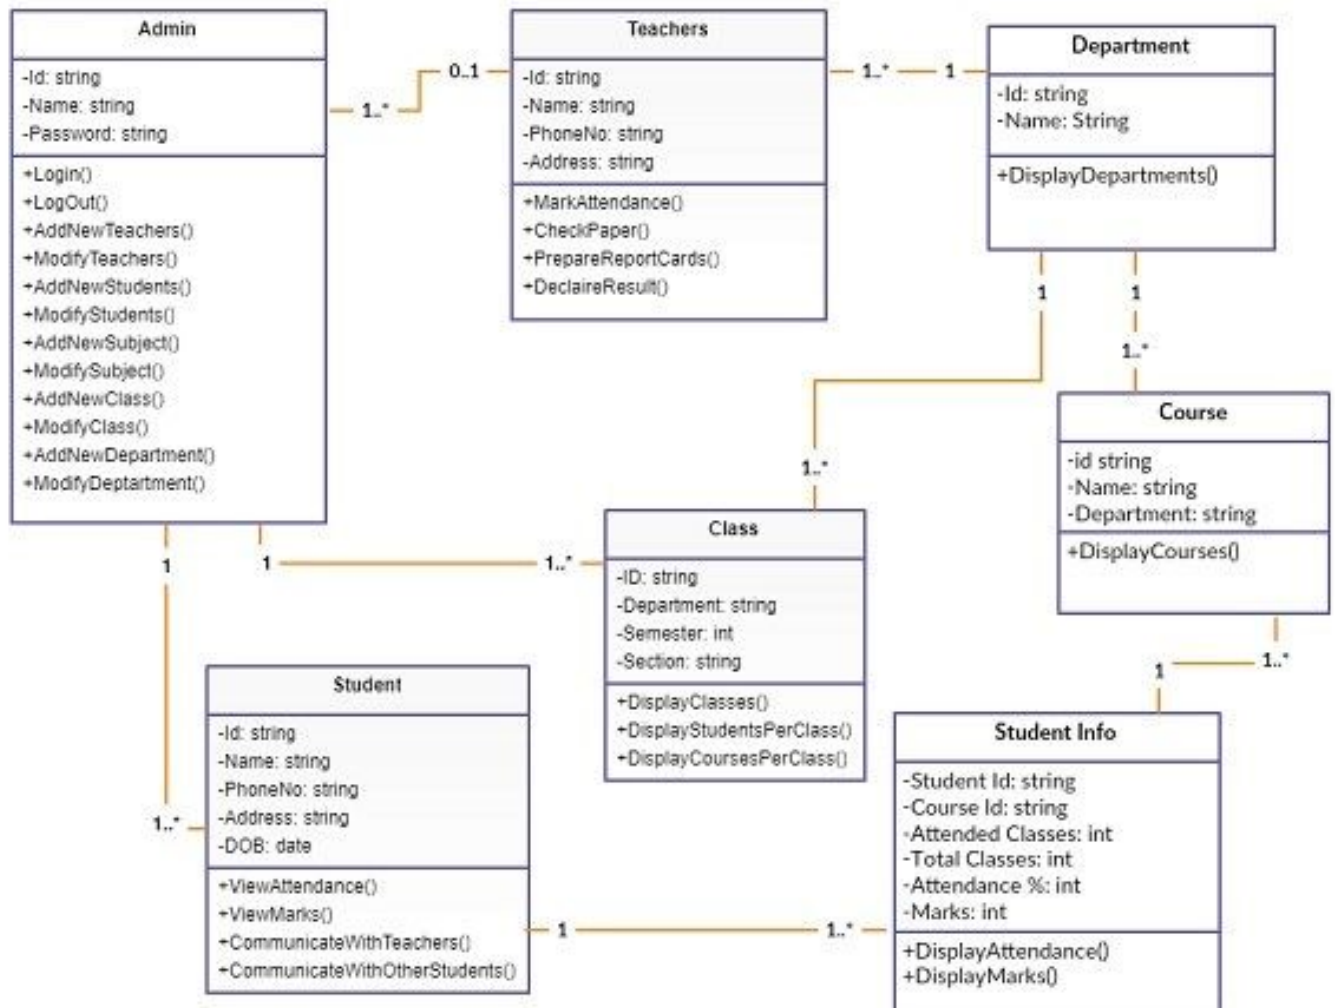 Admin
-Id: string
-Name: string
-Password: string
+Login()
+LogOut()
+AddNewTeachers()
+ModifyTeachers()
+AddNewStudents()
+ModifyStudents()
+AddNewSubject()
+ModifySubject()
+AddNewClass()
+ModifyClass()
+AddNewDepartment()
+ModifyDeptartment()
1..*
0..1
Teachers
-Id: string
-Name: string
-PhoneNo: string
-Address: string
+MarkAttendance()
+CheckPaper()
+PrepareReportCards()
+DeclaireResult()
1..*
1
Department
-Id: string
-Name: String
+DisplayDepartments()
1
1
1..*
1..*
Course
-id string
-Name: string
-Department: string
+DisplayCourses()
1
1
1..*
Class
-ID: string
-Department: string
-Semester: int
-Section: string
+DisplayClasses()
+DisplayStudentsPerClass()
+DisplayCoursesPerClass()
1..*
1
1..*
Student
-Id: string
-Name: string
-PhoneNo: string
-Address: string
-DOB: date
+ViewAttendance()
+ViewMarks()
+CommunicateWithTeachers()
+CommunicateWithOtherStudents()
1
1..*
Student Info
-Student Id: string
-Course Id: string
-Attended Classes: int
-Total Classes: int
-Attendance %: int
-Marks: int
+DisplayAttendance()
+DisplayMarks()